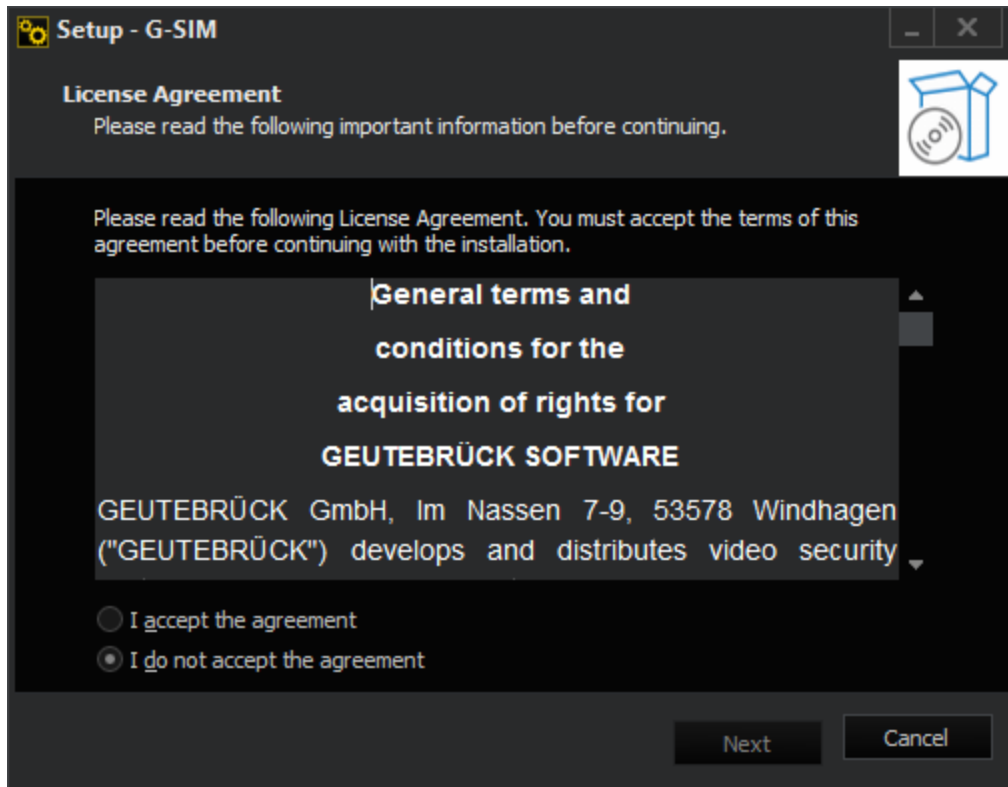 Setup - G-SIM
License Agreement
Please read the following important information before continuing.
Please read the following License Agreement. You must accept the terms of this
agreement before continuing with the installation.
General terms and
conditions for the
acquisition of rights for
GEUTEBRÜCK SOFTWARE
GEUTEBRÜCK GmbH, Im Nassen 7-9, 53578 Windhagen
("GEUTEBRÜCK") develops and distributes video security
I accept the agreement
I do not accept the agreement
Next
Cancel